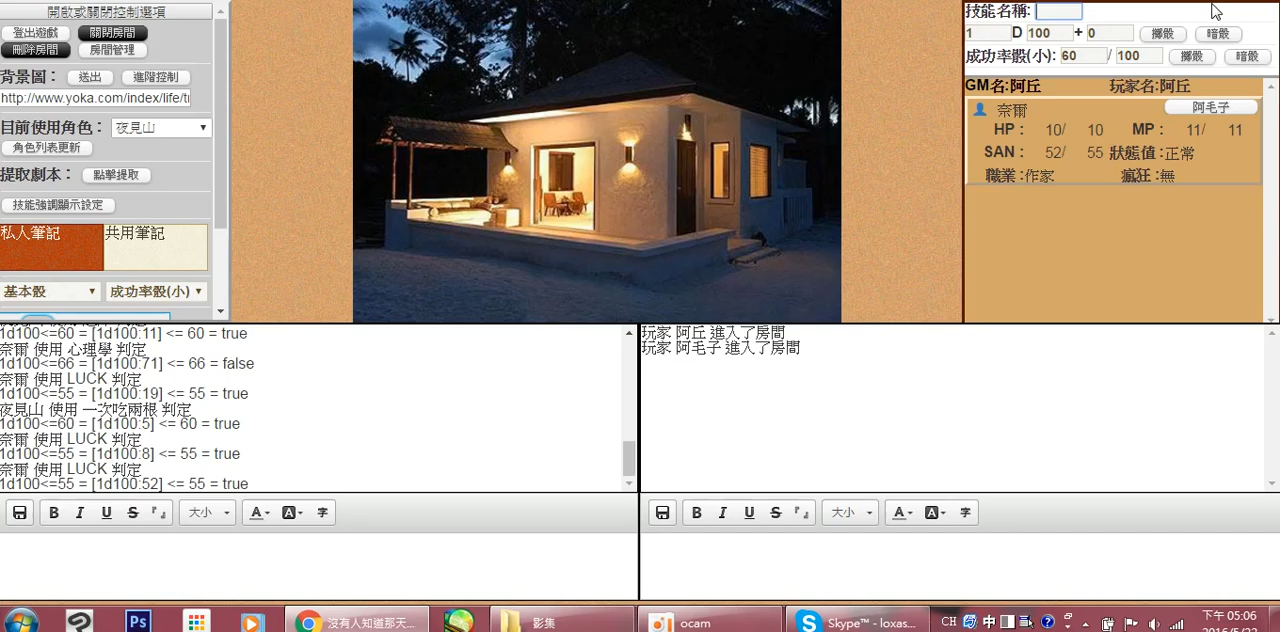 開啟或關閉控制選項
登出遊戲 關閉房間
刪除房間 房間管理
背景圖： 送出 進階控制
http://www.yoka.com/index/life/t
目前使用角色： 夜見山
角色列表更新
提取劇本： 點擊提取
技能強調顯示設定
私人筆記 共用筆記
基本骰 成功率骰(小)
技能名稱:
1 D 100 + 0 擲骰 暗骰
成功率骰(小): 60 / 100 擲骰 暗骰
GM名:阿丘 玩家名:阿丘
奈爾 阿毛子
HP： 10/ 10 MP： 11/ 11
SAN： 52/ 55 狀態值:正常
職業:作家 瘋狂:無
1d100<=60 = [1d100:11] <= 60 = true
奈爾 使用 心理學 判定
1d100<=66 = [1d100:71] <= 66 = false
奈爾 使用 LUCK 判定
1d100<=55 = [1d100:19] <= 55 = true
夜見山 使用 一次吃兩根 判定
1d100<=60 = [1d100:5] <= 60 = true
奈爾 使用 LUCK 判定
1d100<=55 = [1d100:8] <= 55 = true
奈爾 使用 LUCK 判定
1d100<=55 = [1d100:52] <= 55 = true
玩家 阿丘 進入了房間
玩家 阿毛子 進入了房間
B I U S 『』 大小 A A 字
B I U S 『』 大小 A A 字
Ps 沒有人知道那天... 影集 ocam Skype™ - loxas... CH 中 下午 05:06